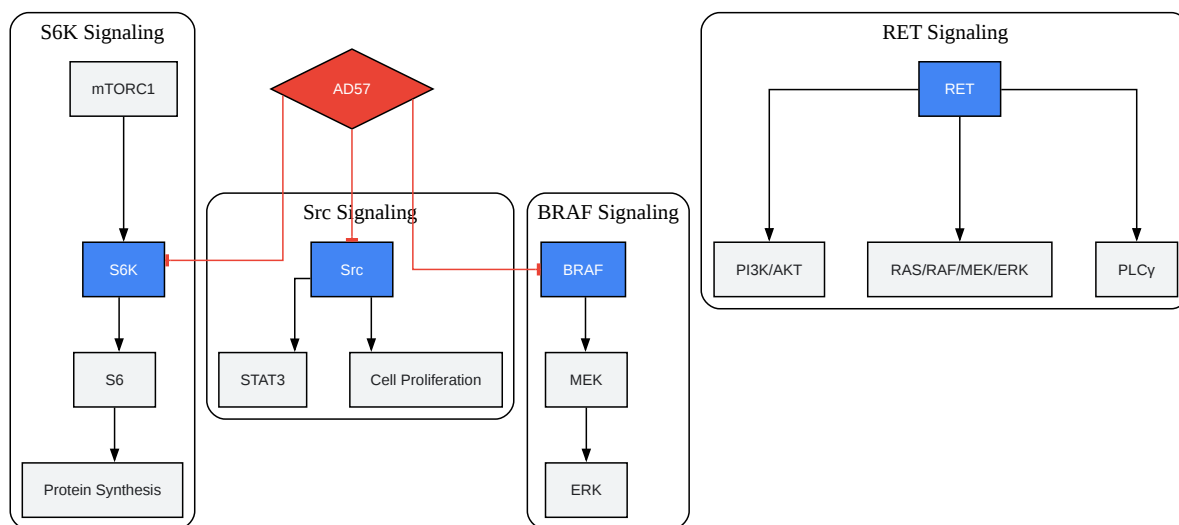 S6K Signaling
mTORC1
S6K
S6
Protein Synthesis
AD57
Src Signaling
Src
STAT3
Cell Proliferation
BRAF Signaling
BRAF
MEK
ERK
RET Signaling
RET
PI3K/AKT
RAS/RAF/MEK/ERK
PLCγ